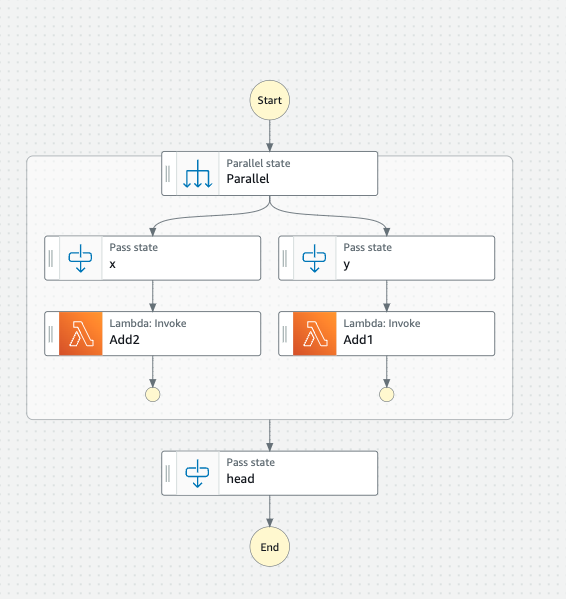 Start
Parallel state
Parallel
Pass state
x
Pass state
y
Lambda: Invoke
Add2
Lambda: Invoke
Add1
Pass state
head
End